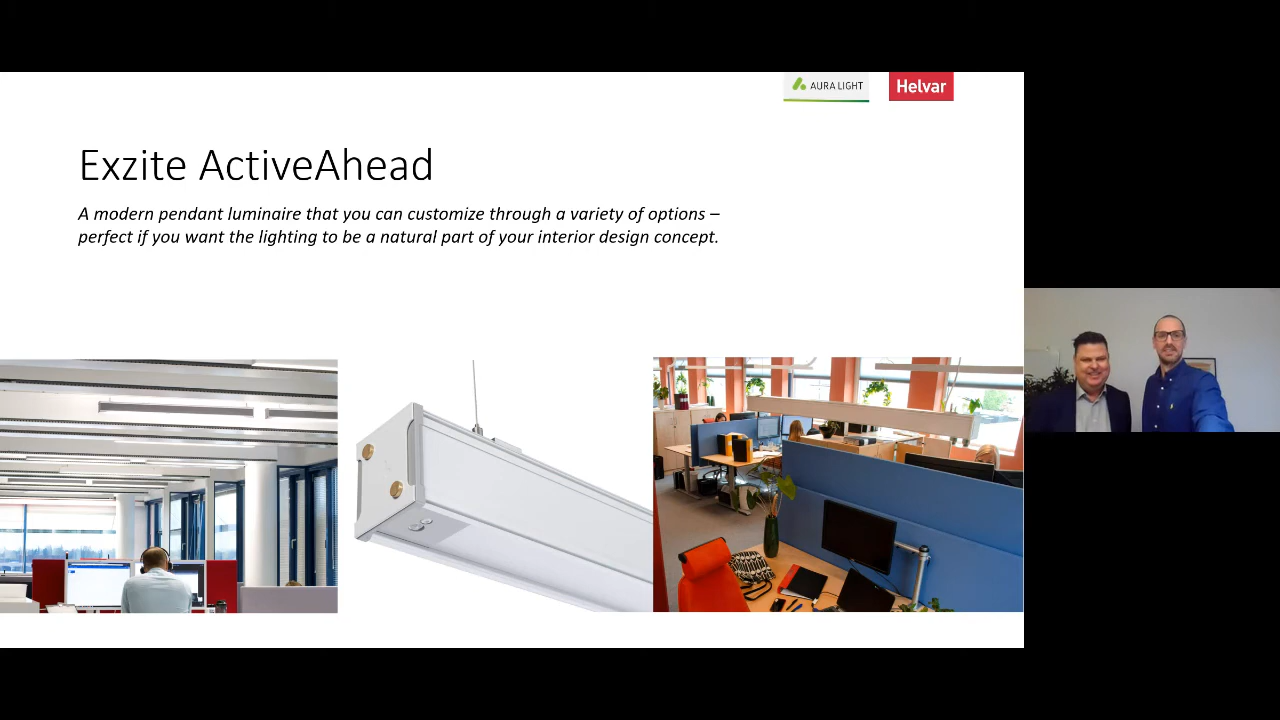 AURA LIGHT
Helvar
Exzite ActiveAhead
A modern pendant luminaire that you can customize through a variety of options –
perfect if you want the lighting to be a natural part of your interior design concept.